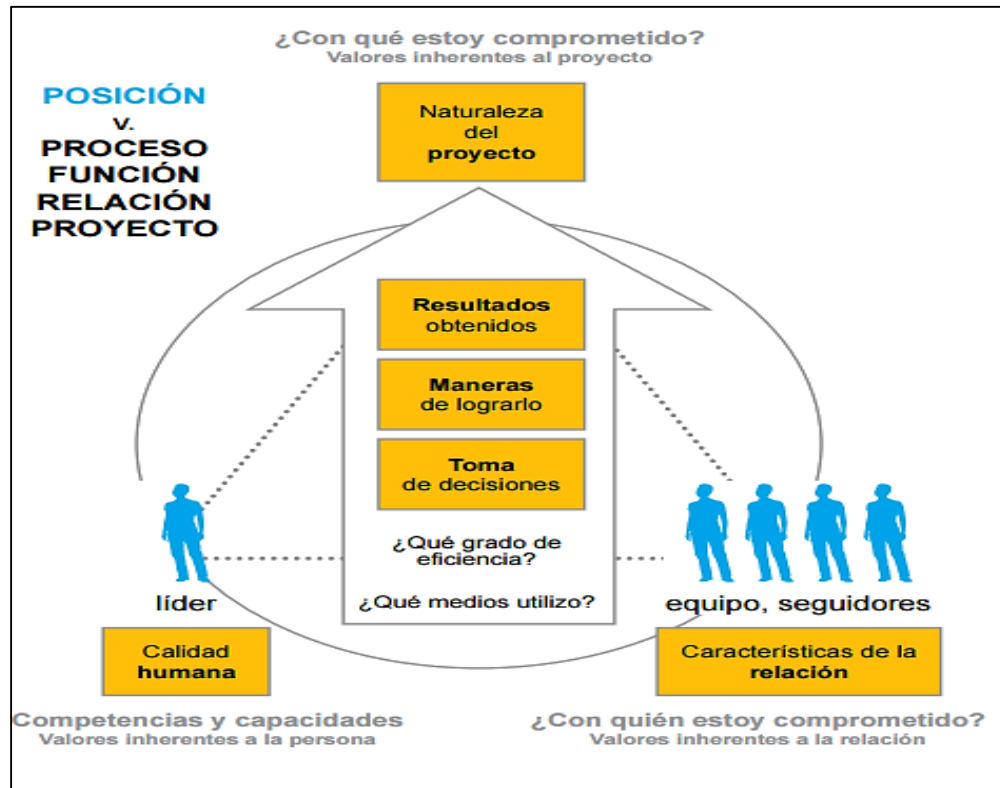 ¿Con qué estoy comprometido?
Valores inherentes al proyecto
POSICIÓN
v.
PROCESO
FUNCIÓN
RELACIÓN
PROYECTO
Naturaleza
del
proyecto
Resultados
obtenidos
Maneras
de lograrlo
Toma
de decisiones
¿Qué grado de
eficiencia?
¿Qué medios utilizo?
líder
Calidad
humana
Competencias y capacidades
Valores inherentes a la persona
equipo, seguidores
Características de la
relación
¿Con quién estoy comprometido?
Valores inherentes a la relación